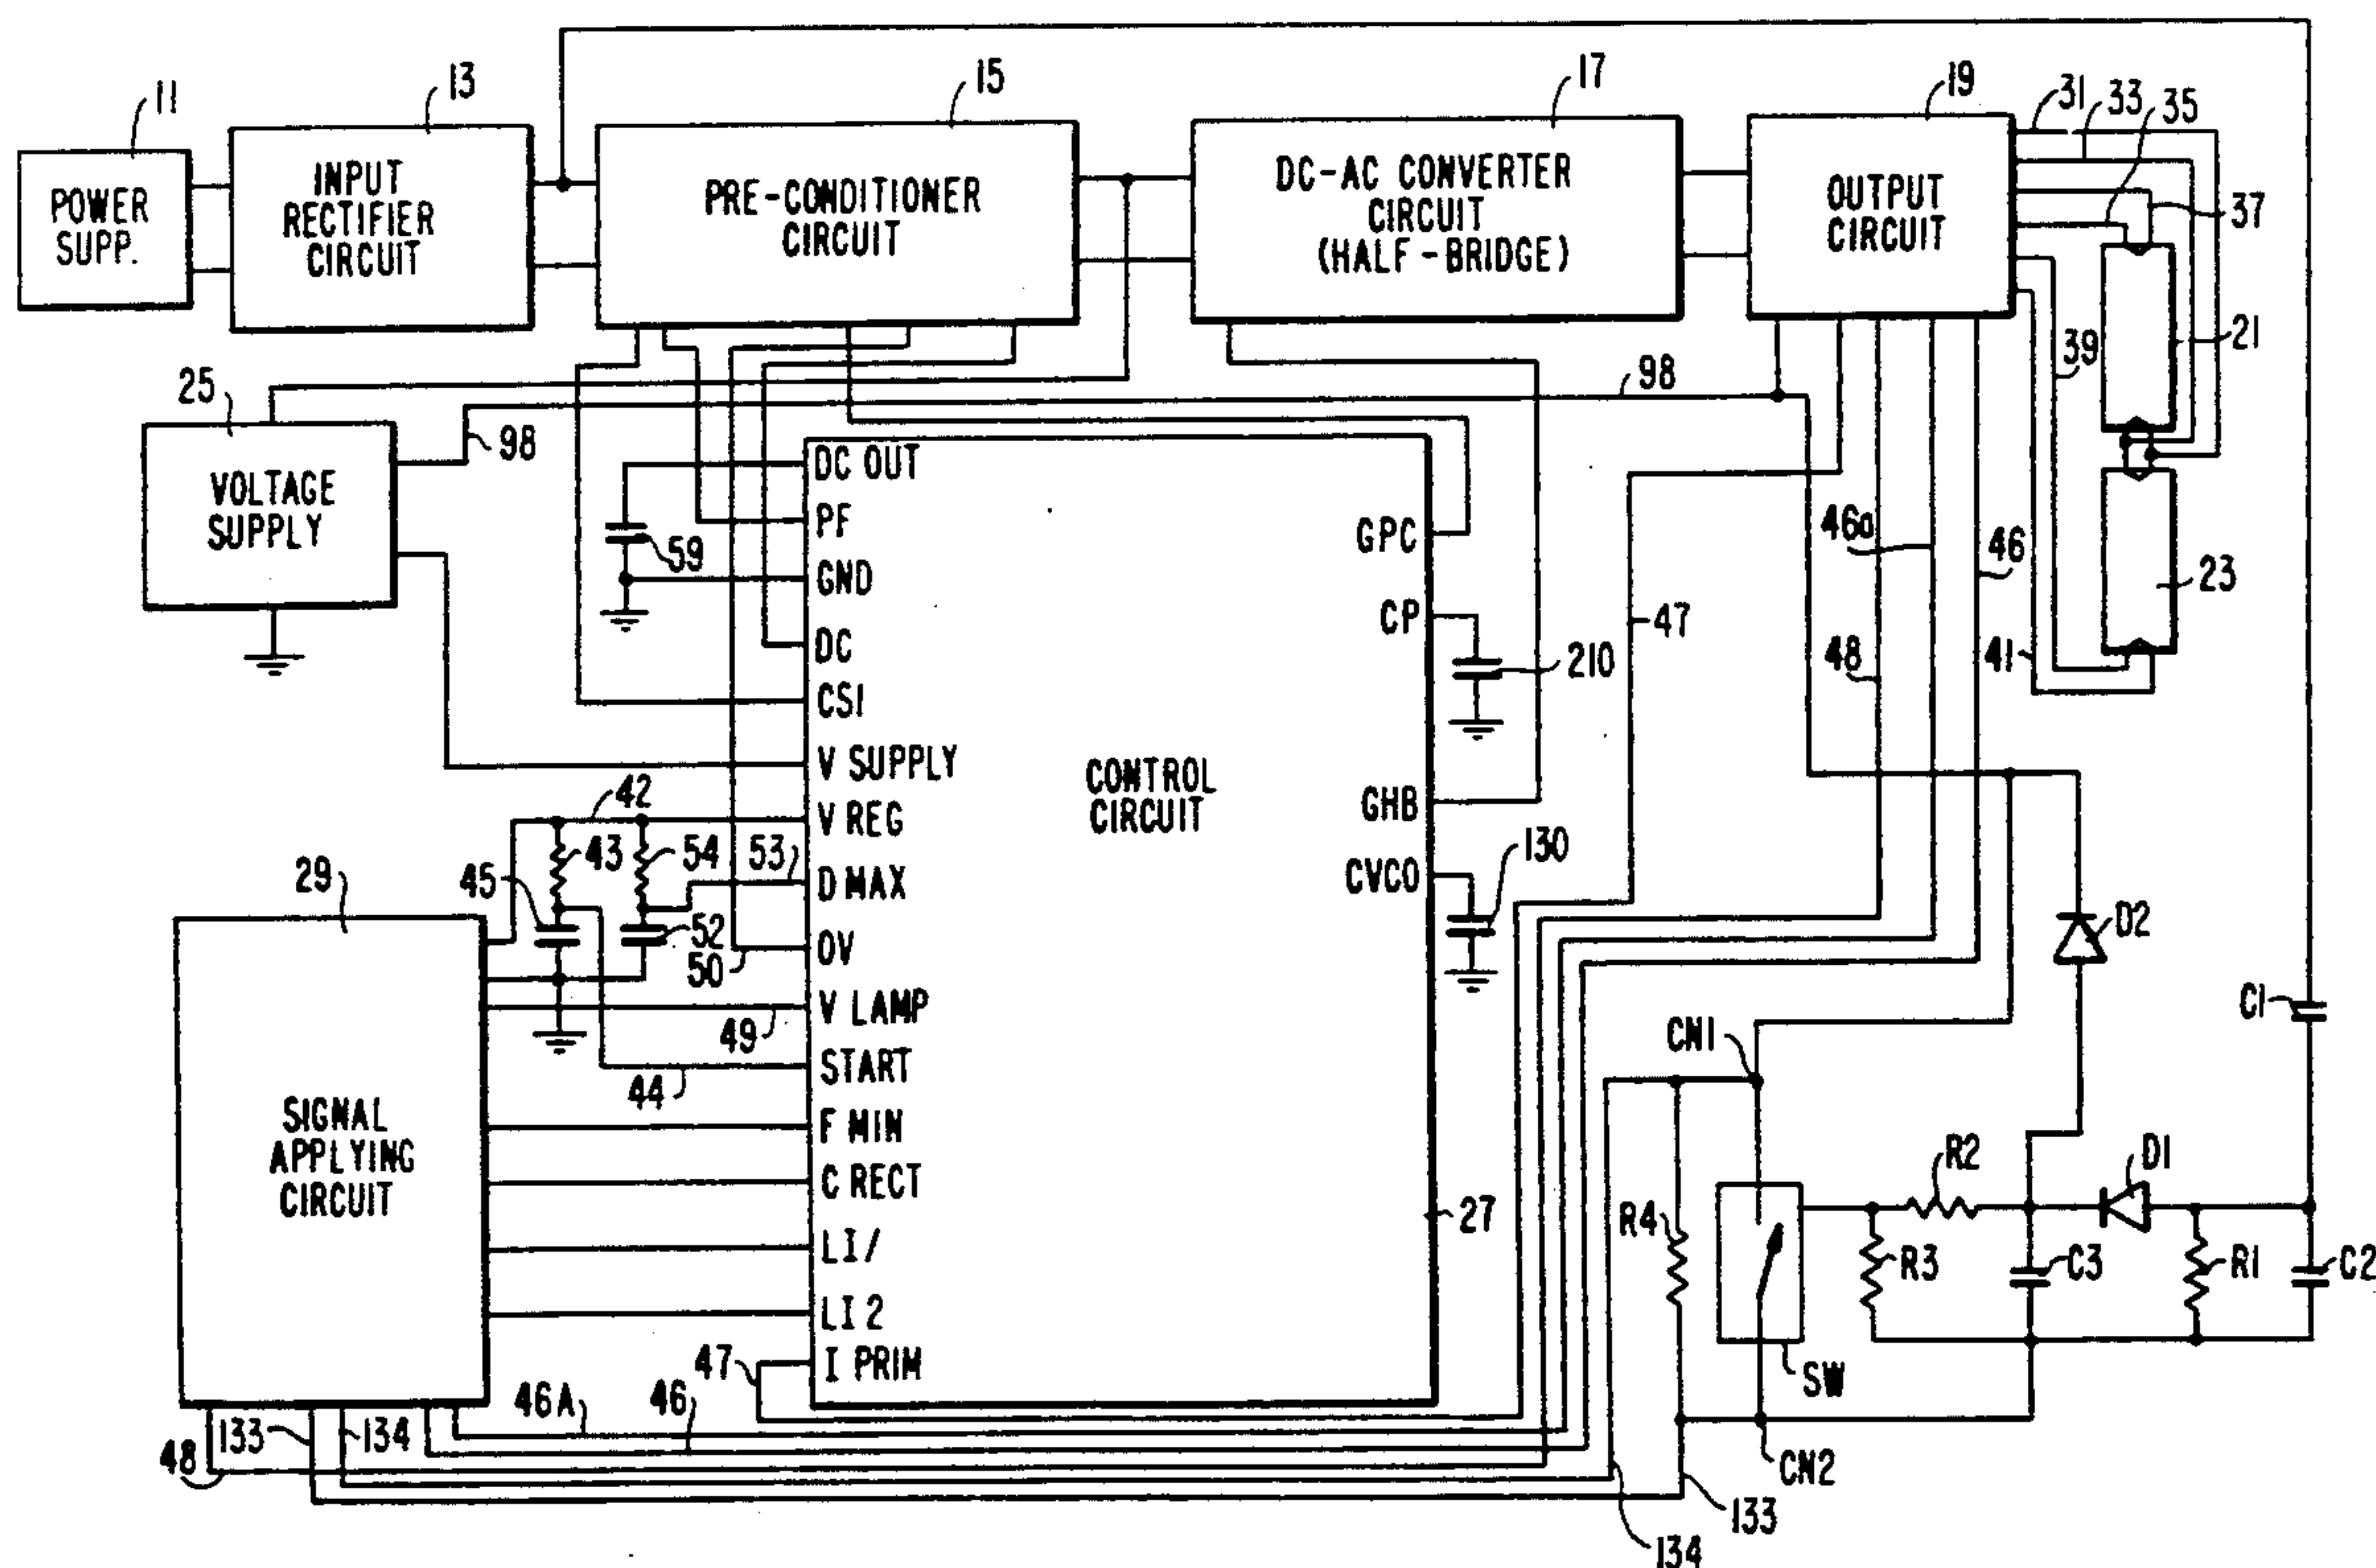 11
13
15
17
19
31
33
35
POWER
SUPP.
INPUT
RECTIFIER
CIRCUIT
PRE-CONDITIONER
CIRCUIT
DC-AC CONVERTER
CIRCUIT
(HALF-BRIDGE)
OUTPUT
CIRCUIT
37
21
39
25
98
98
VOLTAGE
SUPPLY
DC OUT
PF
59
GND
DC
CS1
V SUPPLY
42
V REG
43
54
53
D MAX
45
52
OV
50
V LAMP
49
START
44
F MIN
C RECT
LI/
LI 2
I PRIM
47
GPC
CP
210
GHB
CVCO
130
CONTROL
CIRCUIT
27
46a
46
47
48
41
23
29
SIGNAL
APPLYING
CIRCUIT
D2
C1
CN1
R2
D1
R4
R3
C3
R1
C2
SW
CN2
46A
46
133
134
48
133
134